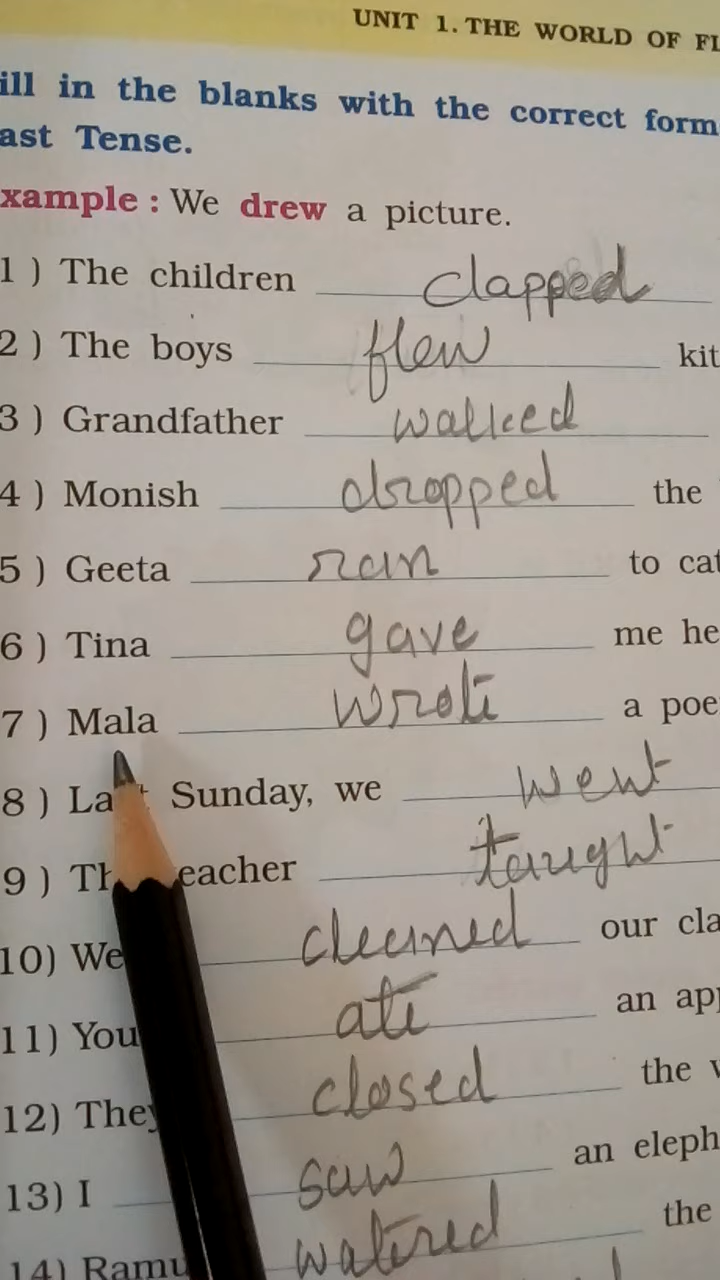 UNIT 1. THE WORLD OF FL
ill in the blanks with the correct form
ast Tense.
xample : We drew a picture.
1 ) The children clapped
2 ) The boys flew kit
3 ) Grandfather walked
4 ) Monish dropped the
5 ) Geeta ran to cat
6 ) Tina gave me he
7 ) Mala wrote a poe
8 ) La t Sunday, we went
9 ) Th eacher taught
10) We cleaned our cla
11) You ate an app
12) They closed the w
13) I saw an eleph
14) Ramu watered the